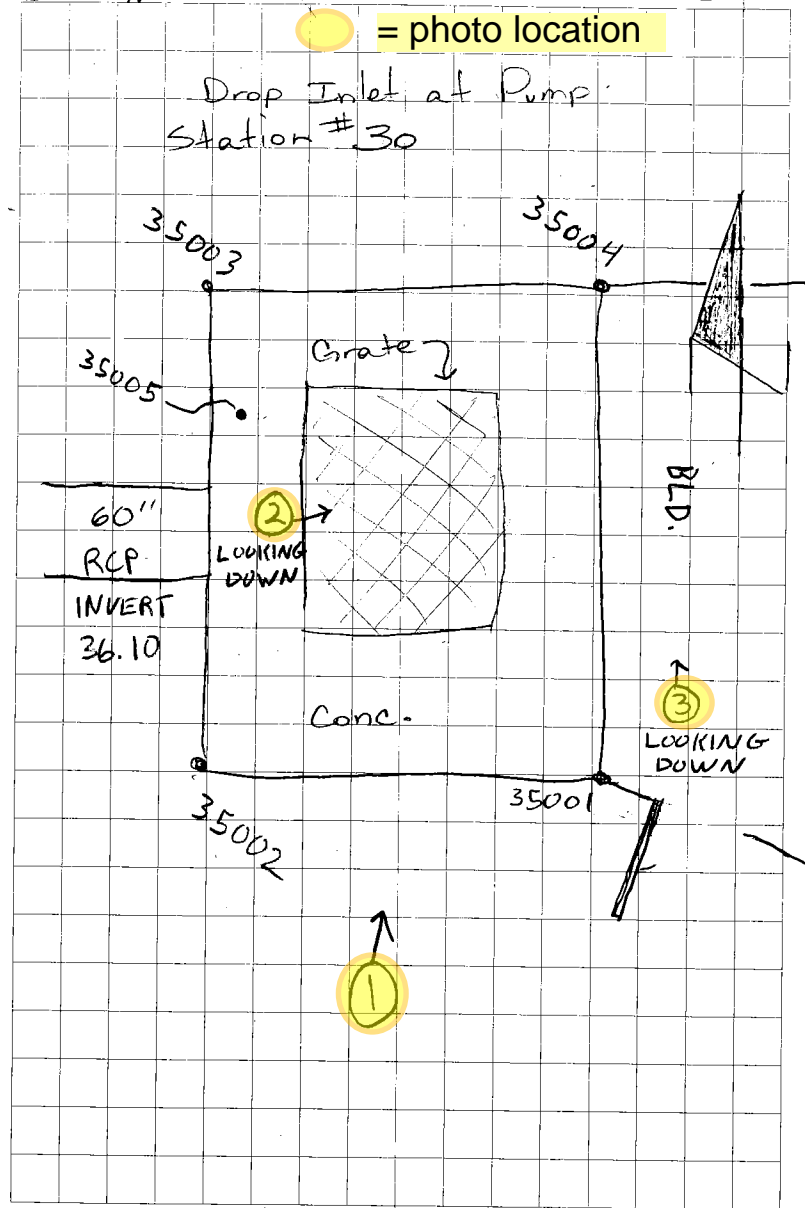 = photo location
Drop Inlet at Pump
Station #30
35003
35004
Grate
35005
BLD.
60"
RCP
INVERT
36.10
2
LOOKING
DOWN
Conc.
3
LOOKING
DOWN
35001
35002
1